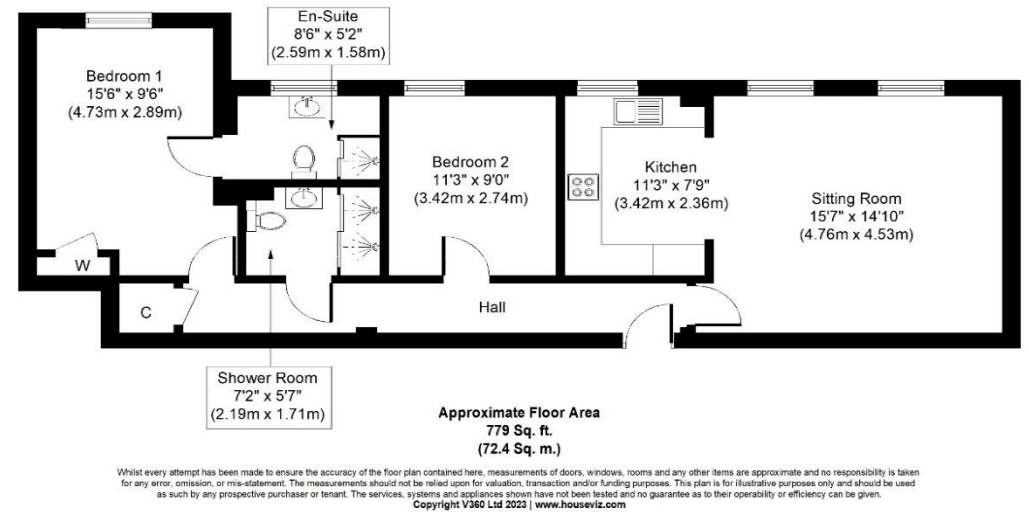 En-Suite
8'6" x 5'2"
(2.59m x 1.58m)
Bedroom 1
15'6" x 9'6"
(4.73m x 2.89m)
Bedroom 2
11'3" x 9'0"
(3.42m x 2.74m)
Kitchen
11'3" x 7'9"
(3.42m x 2.36m)
Sitting Room
15'7" x 14'10"
(4.76m x 4.53m)
W
C
Hall
Shower Room
7'2" x 5'7"
(2.19m x 1.71m)
Approximate Floor Area
779 Sq. ft.
(72.4 Sq. m.)
Whilst every attempt has been made to ensure the accuracy of the floor plan contained here, measurements of doors, windows, rooms and any other items are approximate and no responsibility is taken
for any error, omission, or mis-statement. The measurements should not be relied upon for valuation, transaction and/or funding purposes. This plan is for illustrative purposes only and should be used
as such by any prospective purchaser or tenant. The services, systems and appliances shown have not been tested and no guarantee as to their operability or efficiency can be given.
Copyright V360 Ltd 2023 | www.houseviz.com